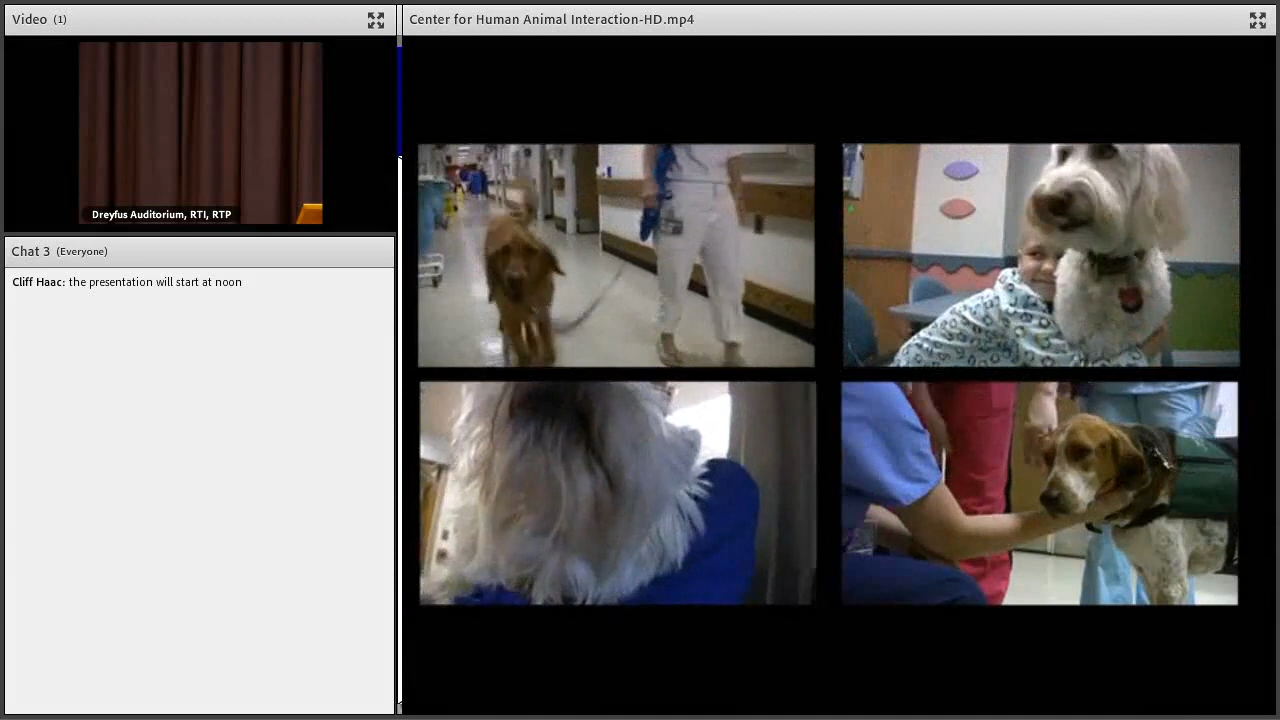 Video (1)
Center for Human Animal Interaction-HD.mp4
Dreyfus Auditorium, RTI, RTP
Chat 3 (Everyone)
Cliff Haac: the presentation will start at noon